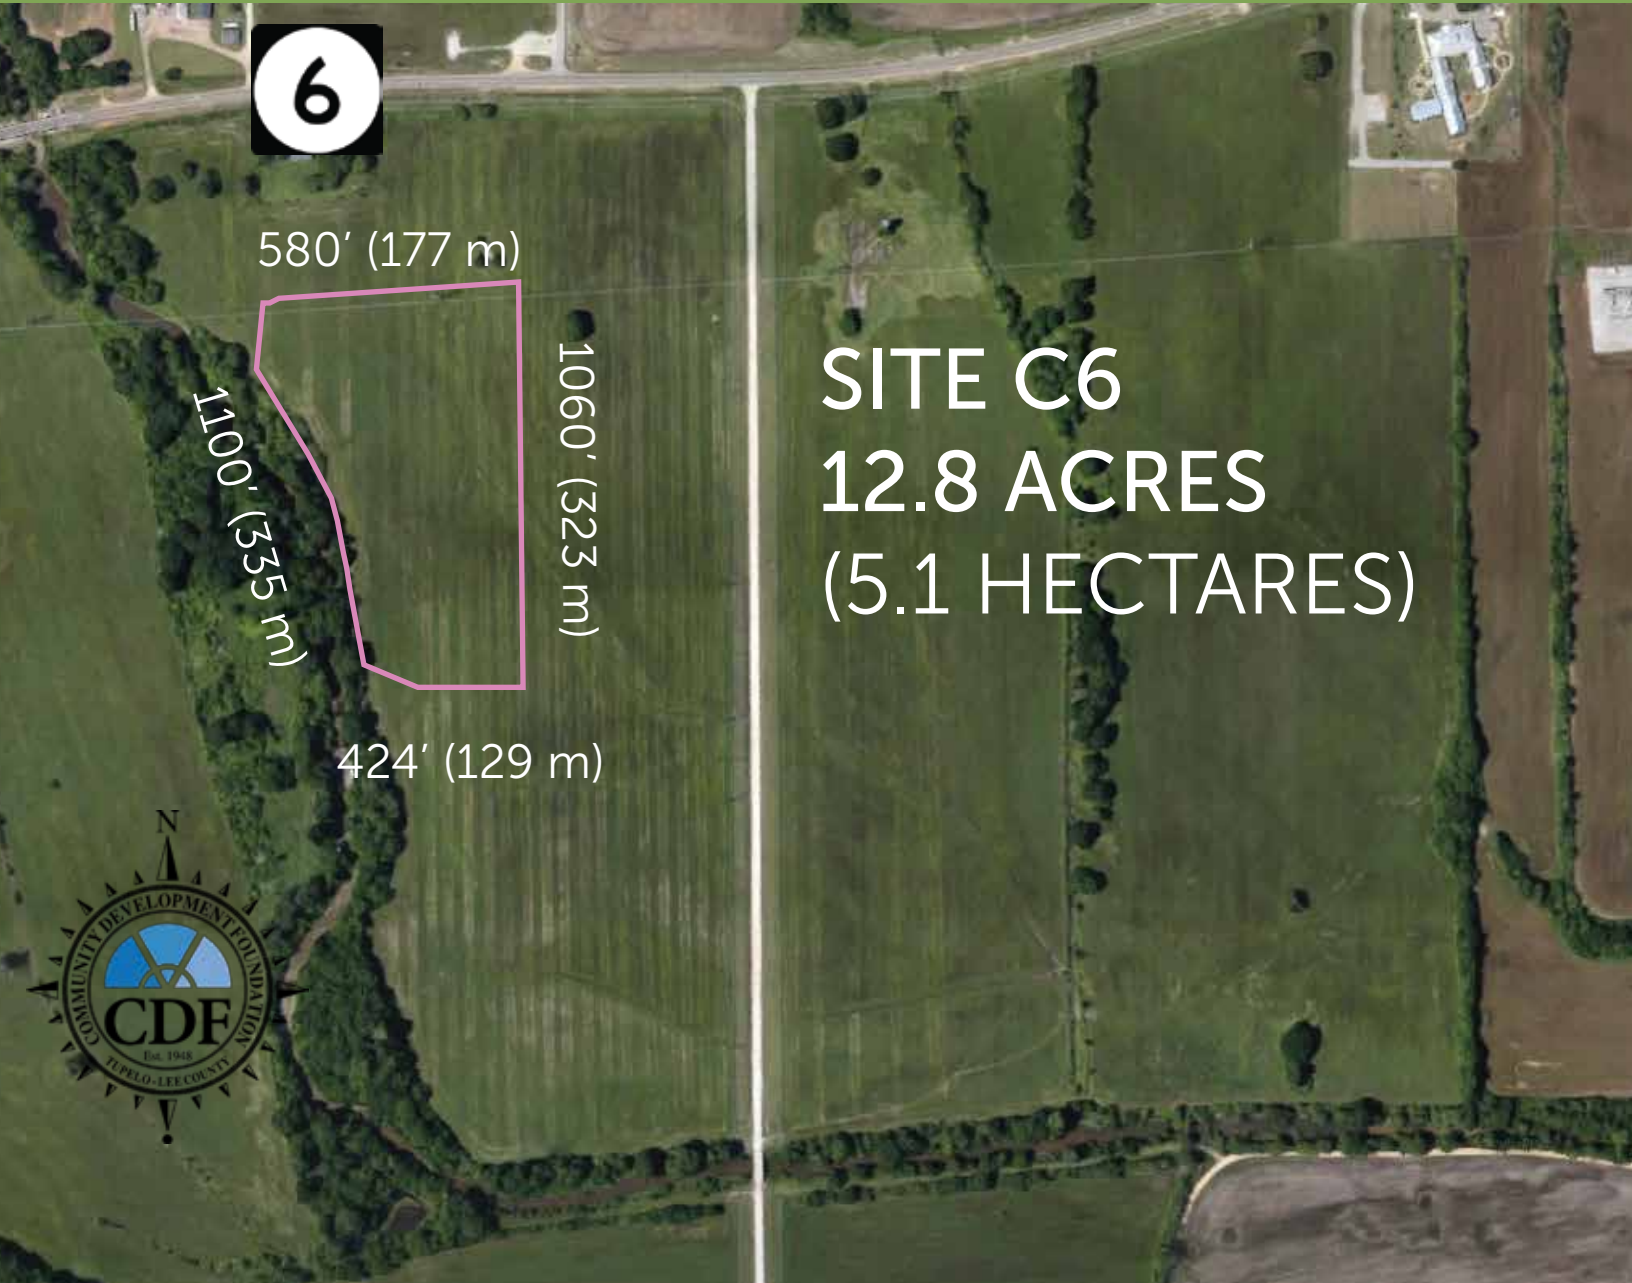 6
580' (177 m)
1060' (323 m)
1100' (335 m)
SITE C6
12.8 ACRES
(5.1 HECTARES)
424' (129 m)
N
COMMUNITY DEVELOPMENT FOUNDATION
CDF
Est. 1948
TUPELO-LEE COUNTY